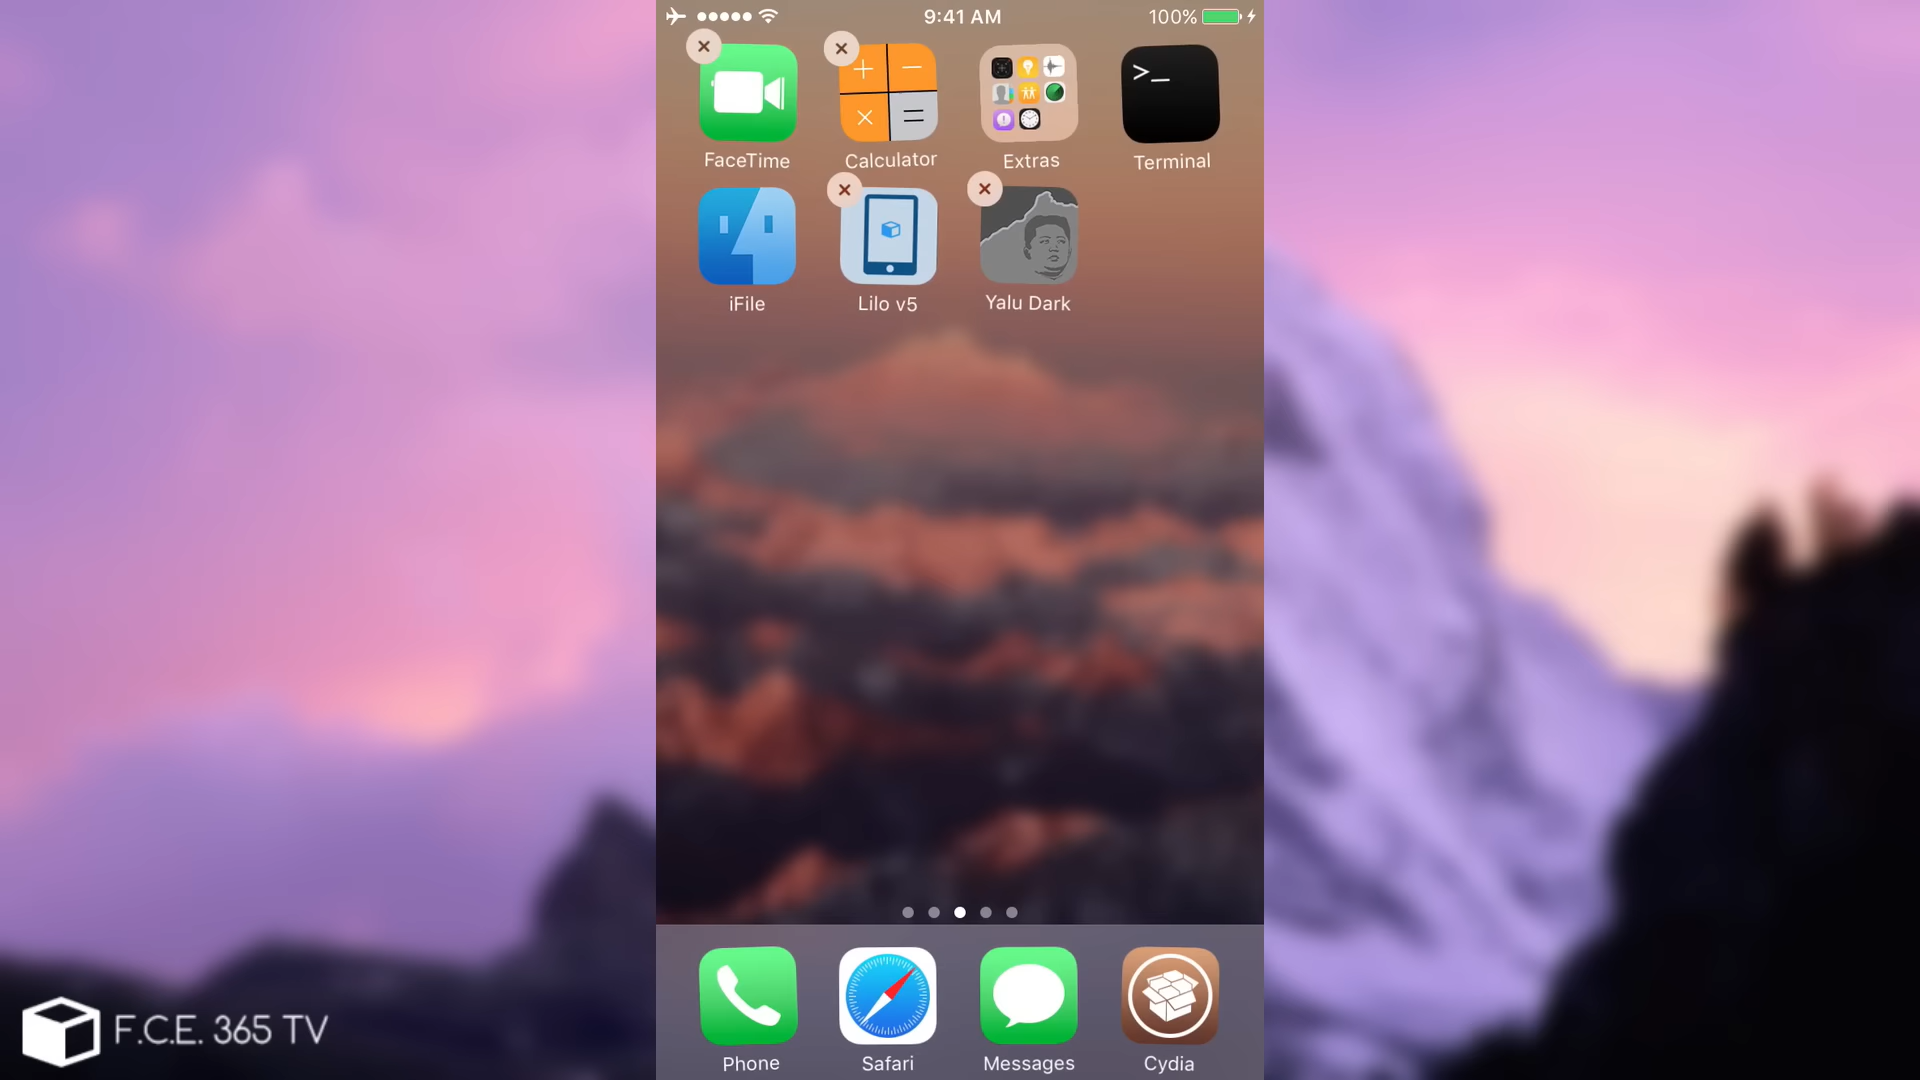 9:41 AM
100%
FaceTime
Calculator
Extras
Terminal
>_
iFile
Lilo v5
Yalu Dark
Phone
Safari
Messages
Cydia
F.C.E. 365 TV